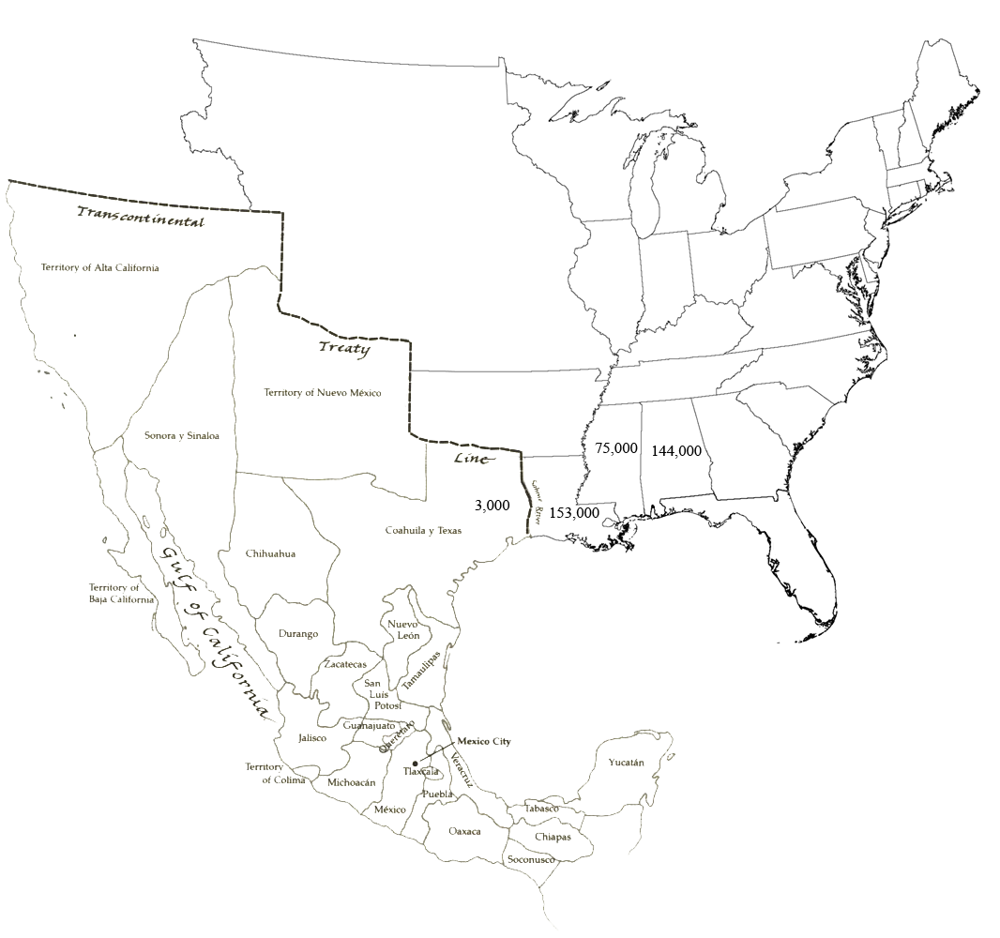 Transcontinental
Territory of Alta California
Treaty
Territory of Nuevo México
Sonora y Sinaloa
75,000
144,000
Line
Sabine River
3,000
153,000
Coahuila y Texas
Chihuahua
Gulf of California
Territory of
Baja California
Nuevo
León
Durango
Zacatecas
Tamaulipas
San
Luis
Potosí
Guanajuato
Querétaro
Jalisco
Mexico City
Veracruz
Yucatán
Territory
of Colima
Tlaxcala
Michoacán
Puebla
México
Tabasco
Oaxaca
Chiapas
Soconusco